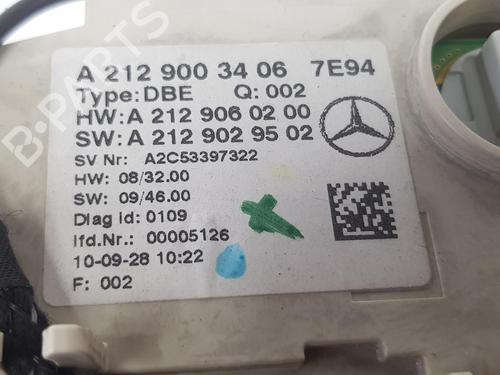 A 212 900 34 06 7E94
Type: DBE Q: 002
HW: A 212 906 02 00
SW: A 212 902 95 02
SV Nr: A2C53397322
HW: 08/32.00
SW: 09/46.00
Diag id: 0109
lfd.Nr.: 00005126
10-09-28 10:22
F: 002
B-PARTS